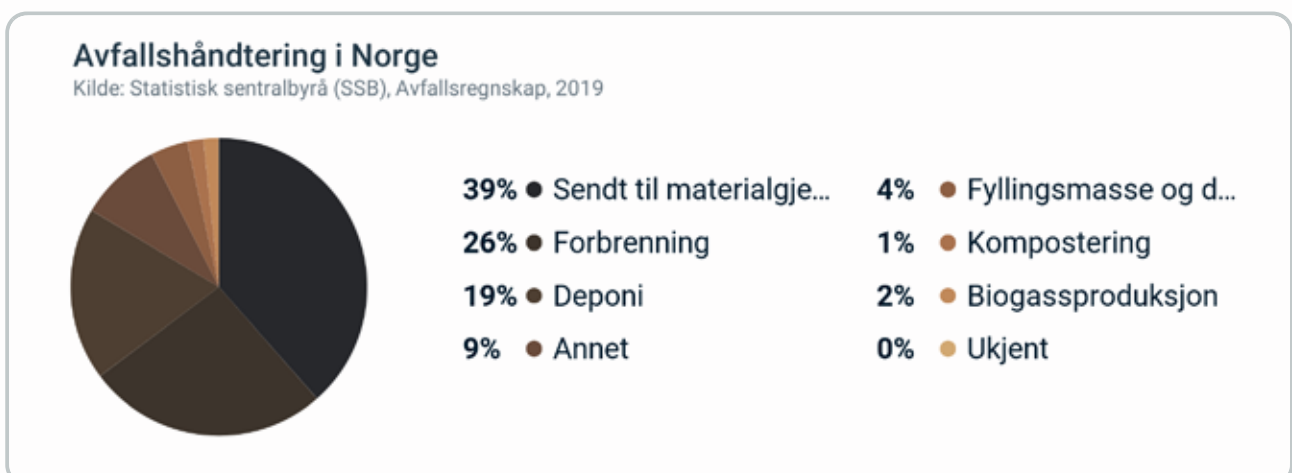 Avfallshåndtering i Norge
Kilde: Statistisk sentralbyrå (SSB), Avfallsregnskap, 2019
39% Sendt til materialgje...
26% Forbrenning
19% Deponi
9% Annet
4% Fyllingsmasse og d...
1% Kompostering
2% Biogassproduksjon
0% Ukjent